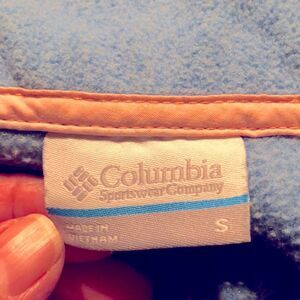 Columbia
Sportswear Company
S
MADE IN
VIETNAM